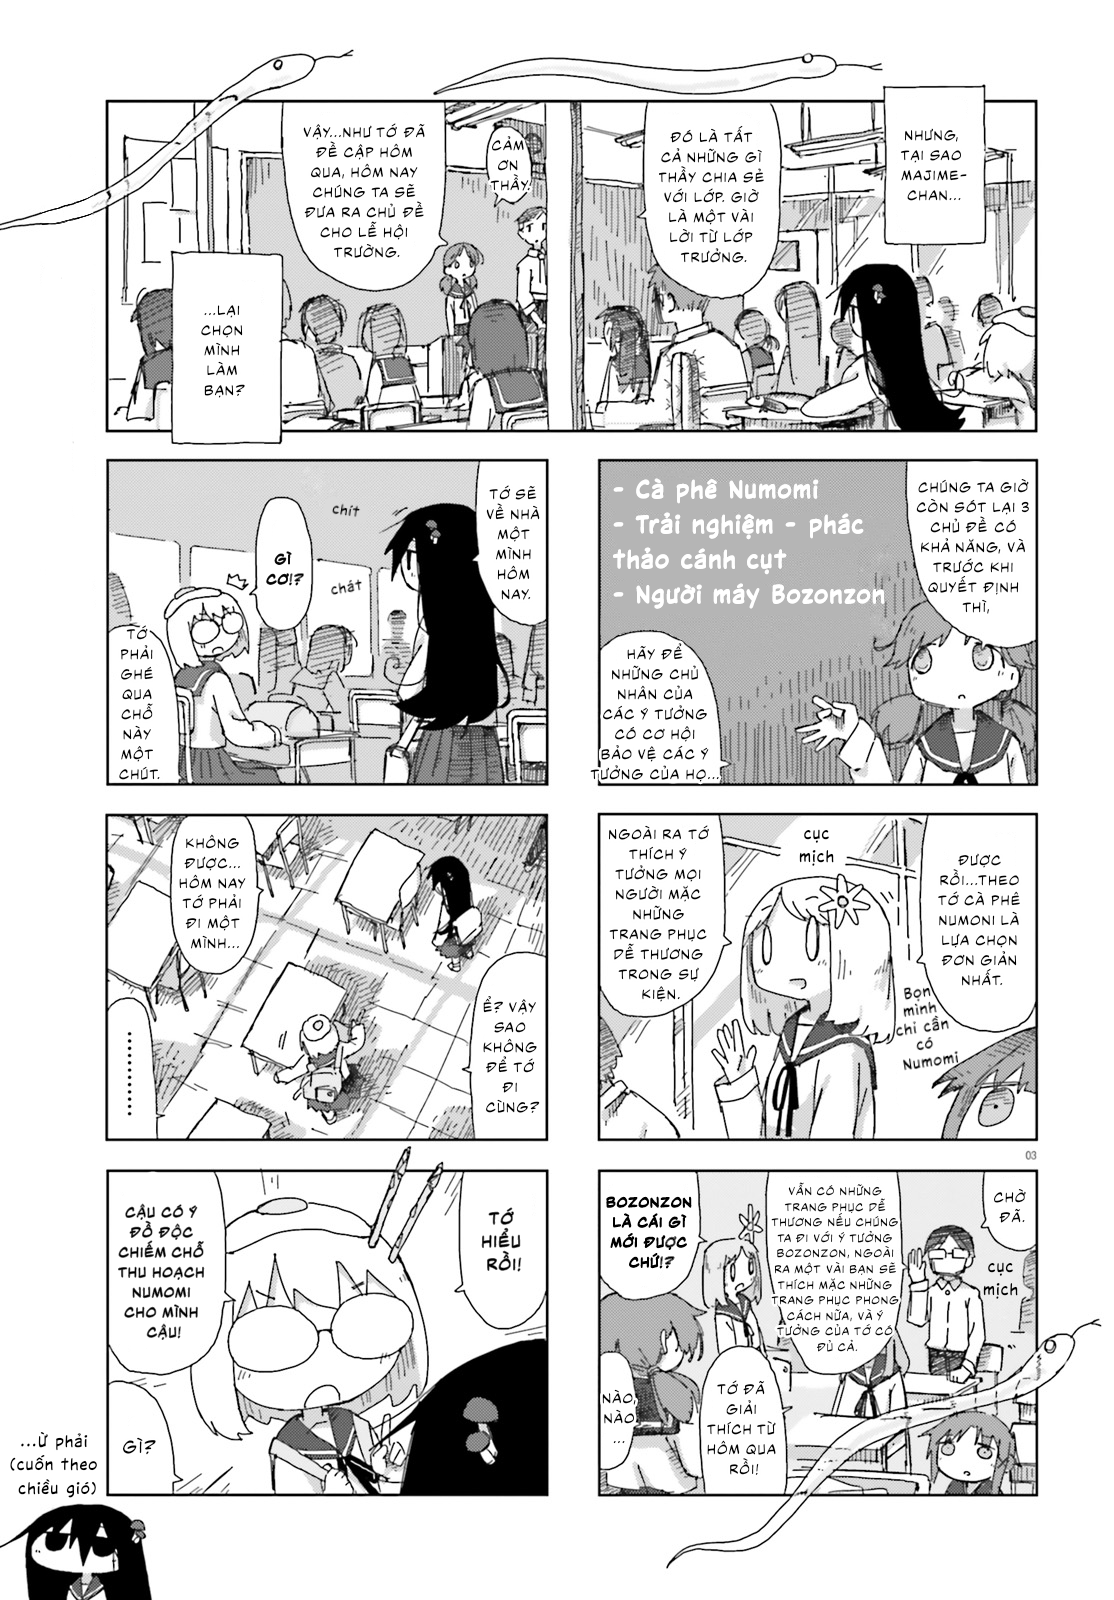 NHƯNG,
TẠI SAO
MAJIME-
CHAN...
ĐÓ LÀ TẤT
CẢ NHỮNG GÌ
THẦY CHIA SẺ
VỚI LỚP. GIỜ
LÀ MỘT VÀI
LỜI TỪ LỚP
TRƯỞNG.
CẢM
ƠN
THẦY.
VẬY...NHƯ TỚ ĐÃ
ĐỀ CẬP HÔM
QUA, HÔM NAY
CHÚNG TA SẼ
ĐƯA RA CHỦ ĐỀ
CHO LỄ HỘI
TRƯỜNG.
...LẠI
CHỌN
MÌNH
LÀM
BẠN?
CHÚNG TA GIỜ
CÒN SÓT LẠI 3
CHỦ ĐỀ CÓ
KHẢ NĂNG, VÀ
TRƯỚC KHI
QUYẾT ĐỊNH
THÌ,
- Cà phê Numomi
- Trải nghiệm - phác
thảo cánh cụt
- Người máy Bozonzon
HÃY ĐỂ
NHỮNG CHỦ
NHÂN CỦA
CÁC Ý TƯỞNG
CÓ CƠ HỘI
BẢO VỆ CÁC Ý
TƯỞNG CỦA HỌ...
ĐƯỢC
RỒI...THEO
TỚ CÀ PHÊ
NUMONI LÀ
LỰA CHỌN
ĐƠN GIẢN
NHẤT.
cục
mịch
NGOÀI RA TỚ
THÍCH Ý
TƯỞNG MỌI
NGƯỜI MẶC
NHỮNG
TRANG PHỤC
DỄ THƯƠNG
TRONG SỰ
KIỆN.
Bọn
mình
chỉ cần
có
Numomi
03
CHỜ
ĐÃ.
cục
mịch
VẪN CÓ NHỮNG
TRANG PHỤC DỄ
THƯƠNG NẾU CHÚNG
TA ĐI VỚI Ý TƯỞNG
BOZONZON, NGOÀI
RA MỘT VÀI BẠN SẼ
THÍCH MẶC NHỮNG
TRANG PHỤC PHONG
CÁCH NỮA, VÀ Ý
TƯỞNG CỦA TỚ CÓ
ĐỦ CẢ.
BOZONZON
LÀ CÁI GÌ
MỚI ĐƯỢC
CHỨ!?
TỚ ĐÃ
GIẢI
THÍCH TỪ
HÔM QUA
RỒI!
NÀO,
NÀO
...
TỚ SẼ
VỀ NHÀ
MỘT
MÌNH
HÔM
NAY.
chít
chát
GÌ
CƠ!?
TỚ
PHẢI
GHÉ
QUA
CHỖ
NÀY
MỘT
CHÚT.
KHÔNG
ĐƯỢC...
HÔM NAY
TỚ PHẢI
ĐI MỘT
MÌNH...
Ể? VẬY
SAO
KHÔNG
ĐỂ TỚ
ĐI
CÙNG?
..........
TỚ
HIỂU
RỒI!
CẬU CÓ Ý
ĐỒ ĐỘC
CHIẾM CHỖ
THU HOẠCH
NUMOMI
CHO MÌNH
CẬU!
GÌ?
...Ừ phải
(cuốn theo
chiều gió)